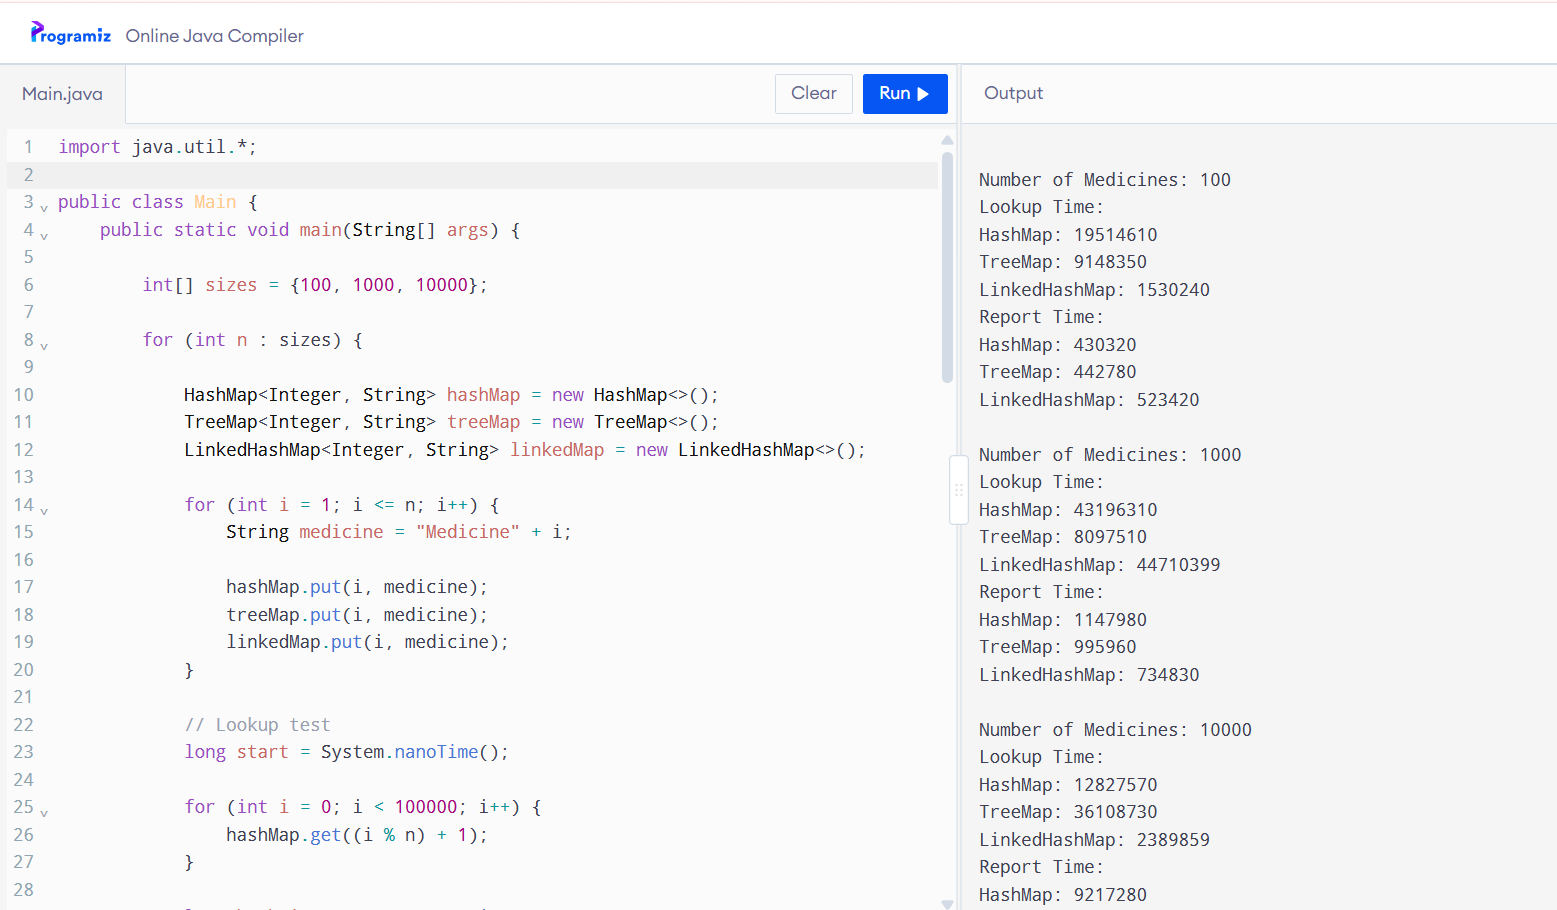 Programiz Online Java Compiler
Main.java
Clear
Run
Output
1 import java.util.*;
2
3 public class Main {
4 public static void main(String[] args) {
5
6 int[] sizes = {100, 1000, 10000};
7
8 for (int n : sizes) {
9
10 HashMap<Integer, String> hashMap = new HashMap<>();
11 TreeMap<Integer, String> treeMap = new TreeMap<>();
12 LinkedHashMap<Integer, String> linkedMap = new LinkedHashMap<>();
13
14 for (int i = 1; i <= n; i++) {
15 String medicine = "Medicine" + i;
16
17 hashMap.put(i, medicine);
18 treeMap.put(i, medicine);
19 linkedMap.put(i, medicine);
20 }
21
22 // Lookup test
23 long start = System.nanoTime();
24
25 for (int i = 0; i < 100000; i++) {
26 hashMap.get((i % n) + 1);
27 }
28
Number of Medicines: 100
Lookup Time:
HashMap: 19514610
TreeMap: 9148350
LinkedHashMap: 1530240
Report Time:
HashMap: 430320
TreeMap: 442780
LinkedHashMap: 523420
Number of Medicines: 1000
Lookup Time:
HashMap: 43196310
TreeMap: 8097510
LinkedHashMap: 44710399
Report Time:
HashMap: 1147980
TreeMap: 995960
LinkedHashMap: 734830
Number of Medicines: 10000
Lookup Time:
HashMap: 12827570
TreeMap: 36108730
LinkedHashMap: 2389859
Report Time:
HashMap: 9217280